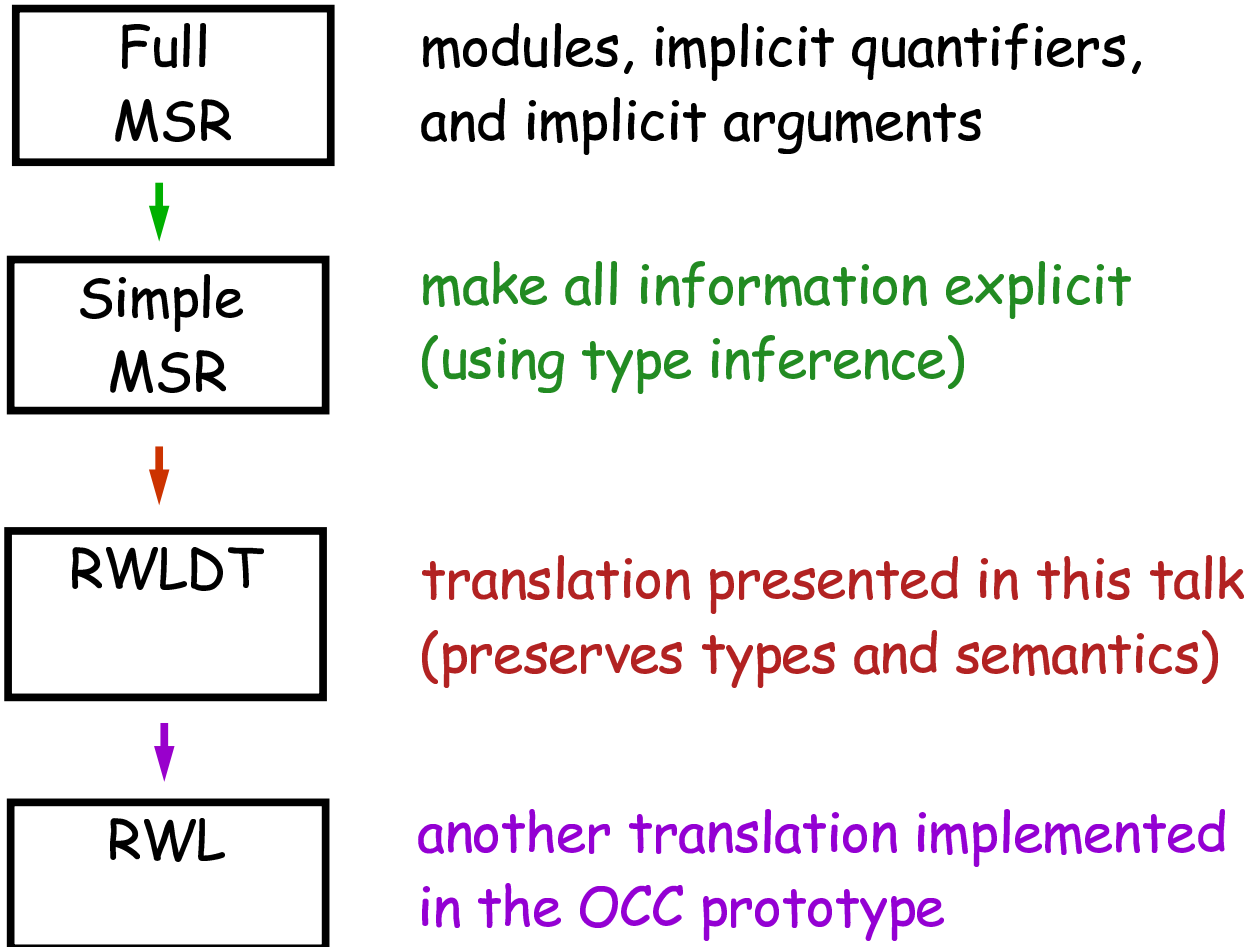 Full
MSR
modules, implicit quantifiers,
and implicit arguments
Simple
MSR
make all information explicit
(using type inference)
RWLDT
translation presented in this talk
(preserves types and semantics)
RWL
another translation implemented
in the OCC prototype